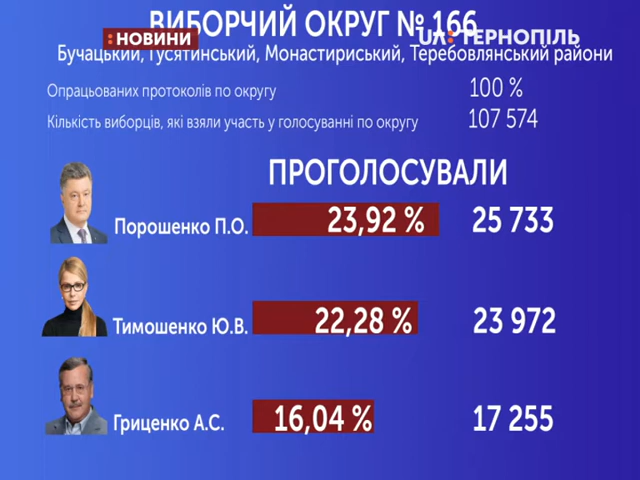 ВИБОРЧИЙ ОКРУГ № 166
:НОВИНИ
UA: ТЕРНОПІЛЬ
Бучацький, Гусятинський, Монастириський, Теребовлянський райони
Опрацьованих протоколів по округу 100 %
Кількість виборців, які взяли участь у голосуванні по округу 107 574
ПРОГОЛОСУВАЛИ
Порошенко П.О. 23,92 % 25 733
Тимошенко Ю.В. 22,28 % 23 972
Гриценко А.С. 16,04 % 17 255